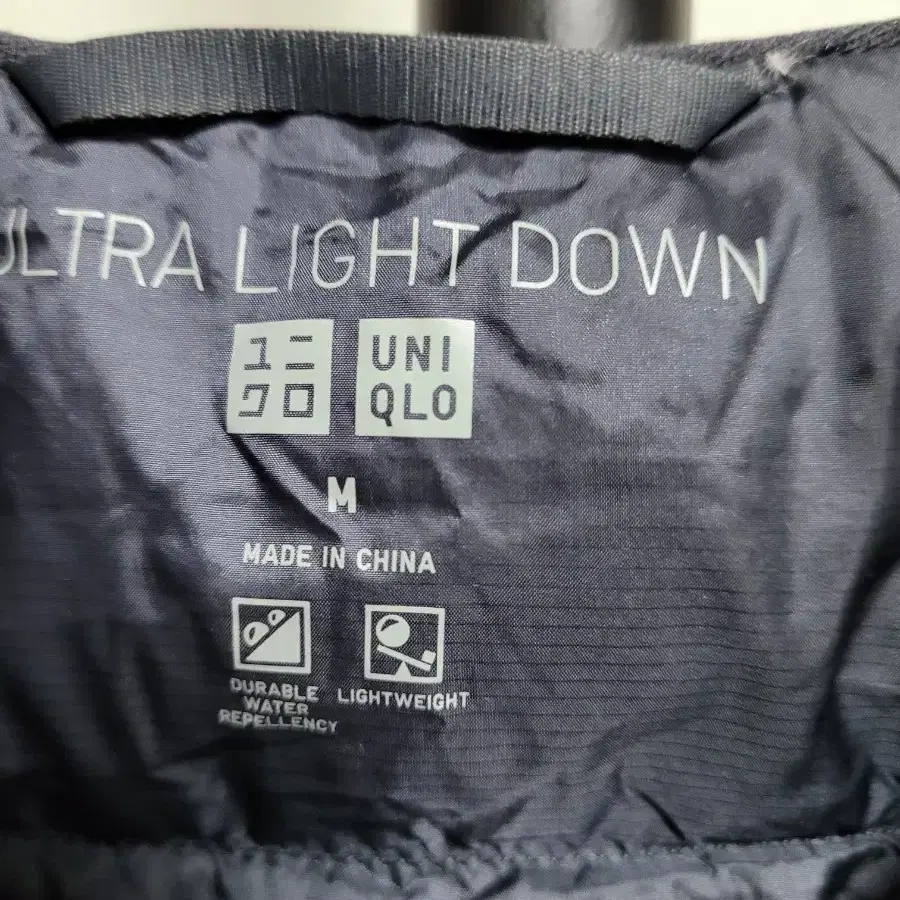 ULTRA LIGHT DOWN
ユニ
クロ
UNI
QLO
M
MADE IN CHINA
DURABLE
WATER
REPELLENCY
LIGHTWEIGHT